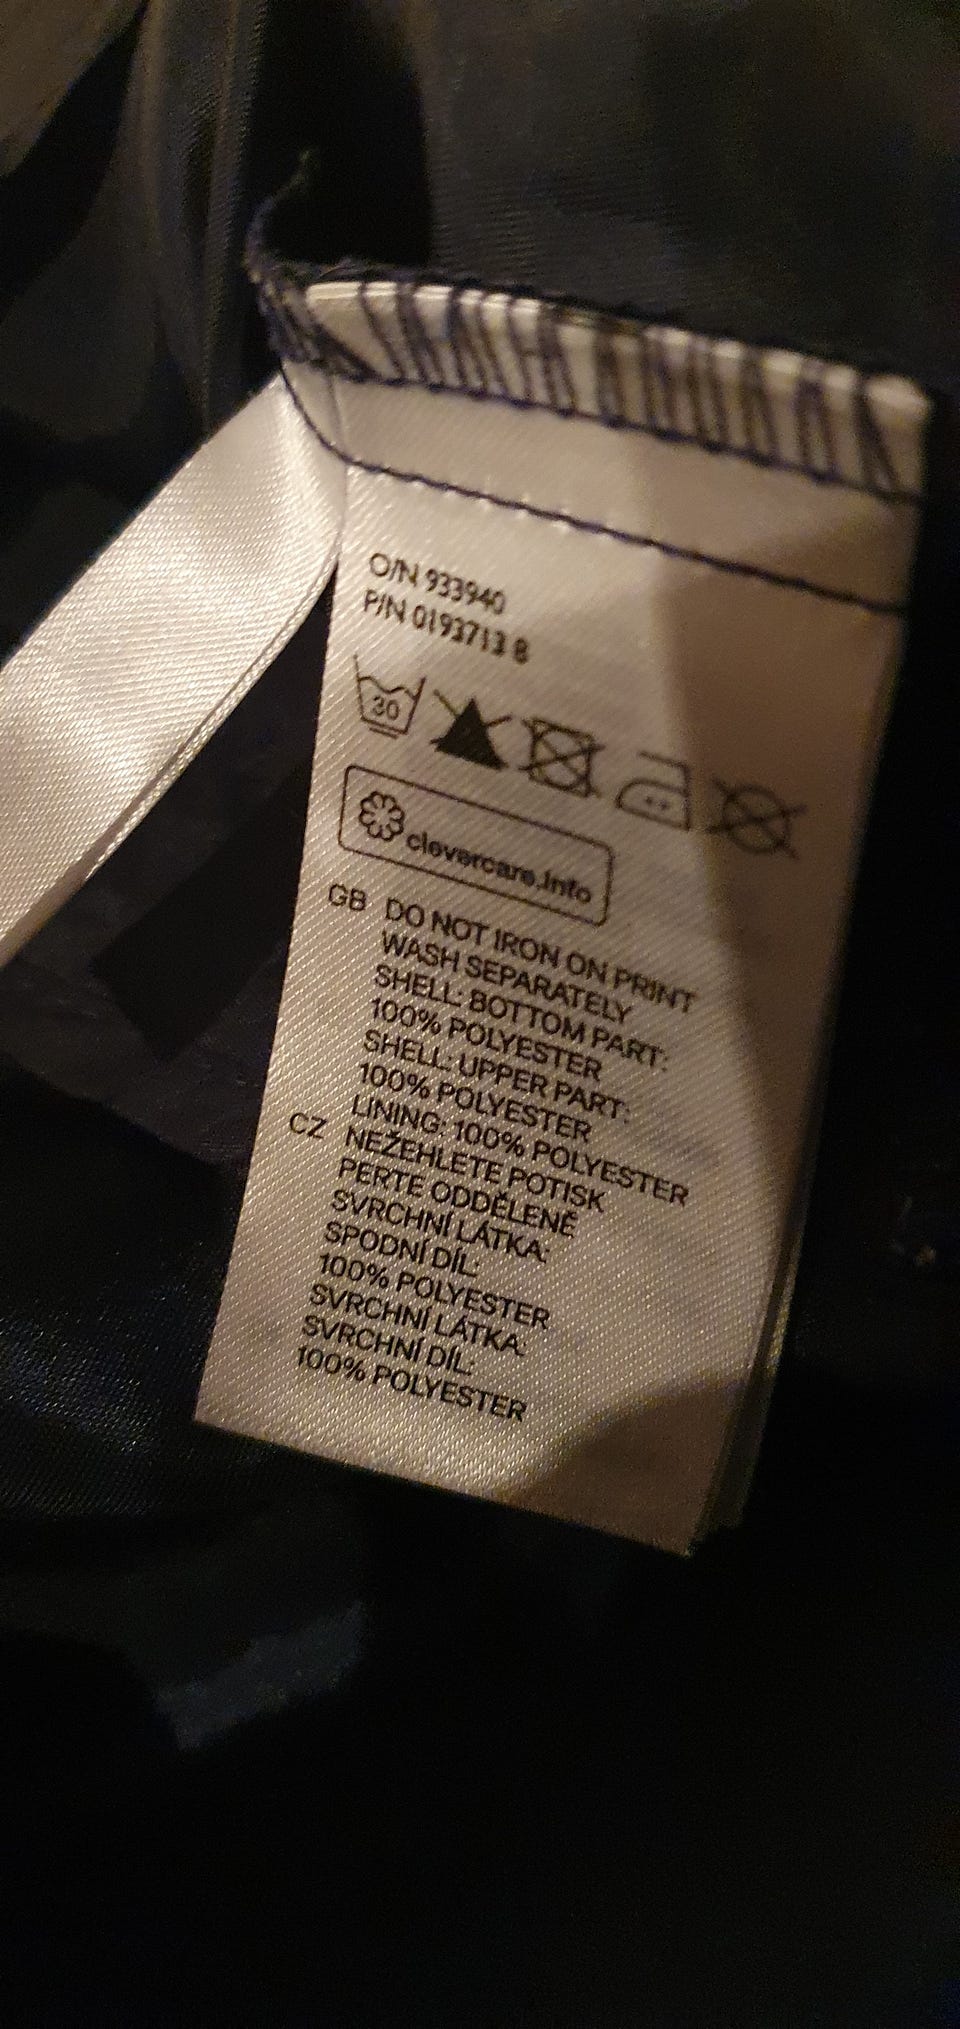 O/N 933940
P/N 0193713 8
30
clevercare.info
GB DO NOT IRON ON PRINT
WASH SEPARATELY
SHELL: BOTTOM PART:
100% POLYESTER
SHELL: UPPER PART:
100% POLYESTER
LINING: 100% POLYESTER
CZ NEŽEHLETE POTISK
PERTE ODDĚLENĚ
SVRCHNÍ LÁTKA:
SPODNÍ DÍL:
100% POLYESTER
SVRCHNÍ LÁTKA:
SVRCHNÍ DÍL:
100% POLYESTER